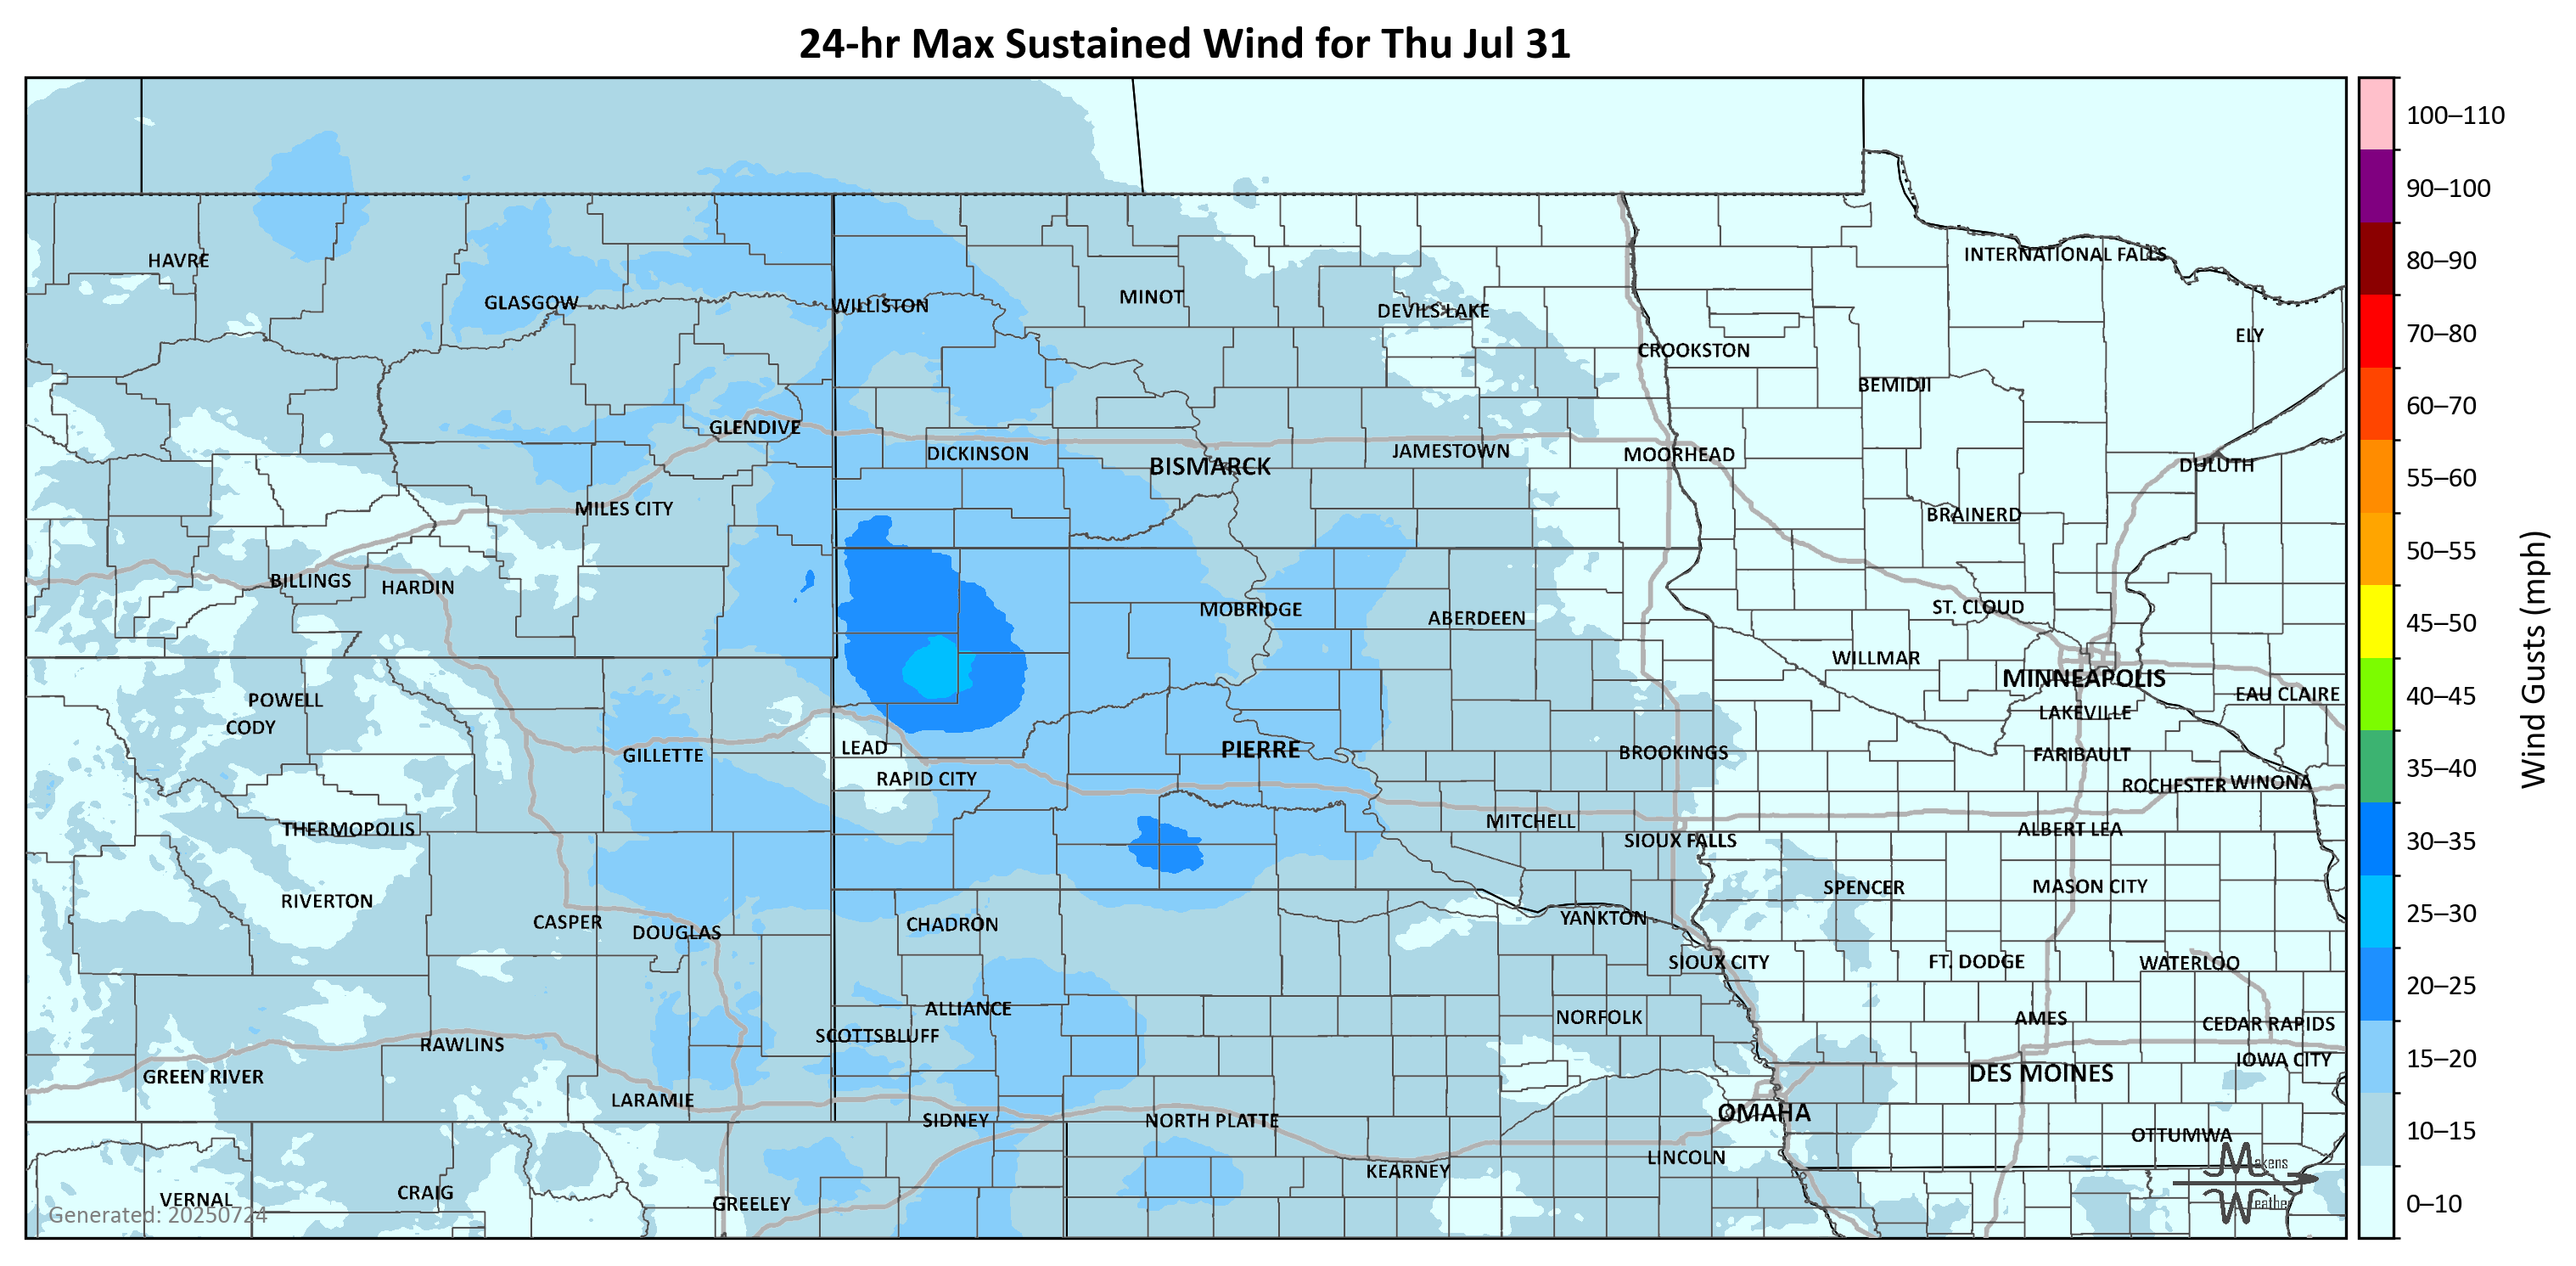 24-hr Max Sustained Wind for Thu Jul 31
100–110
90–100
80–90
70–80
60–70
55–60
50–55
45–50
40–45
35–40
30–35
25–30
20–25
15–20
10–15
0–10
Wind Gusts (mph)
INTERNATIONAL FALLS
HAVRE
GLASGOW
WILLISTON
MINOT
DEVILS LAKE
ELY
CROOKSTON
BEMIDJI
GLENDIVE
DICKINSON
BISMARCK
JAMESTOWN
MOORHEAD
DULUTH
MILES CITY
BRAINERD
BILLINGS
HARDIN
MOBRIDGE
ABERDEEN
ST. CLOUD
WILLMAR
MINNEAPOLIS
EAU CLAIRE
POWELL
CODY
LAKEVILLE
GILLETTE
LEAD
PIERRE
BROOKINGS
FARIBAULT
RAPID CITY
ROCHESTER
WINONA
THERMOPOLIS
MITCHELL
SIOUX FALLS
ALBERT LEA
RIVERTON
SPENCER
MASON CITY
CASPER
DOUGLAS
CHADRON
YANKTON
SIOUX CITY
FT. DODGE
WATERLOO
ALLIANCE
SCOTTSBLUFF
NORFOLK
AMES
CEDAR RAPIDS
RAWLINS
IOWA CITY
GREEN RIVER
DES MOINES
LARAMIE
SIDNEY
NORTH PLATTE
OMAHA
OTTUMWA
KEARNEY
LINCOLN
VERNAL
CRAIG
GREELEY
Makens
Weather
Generated: 20250724